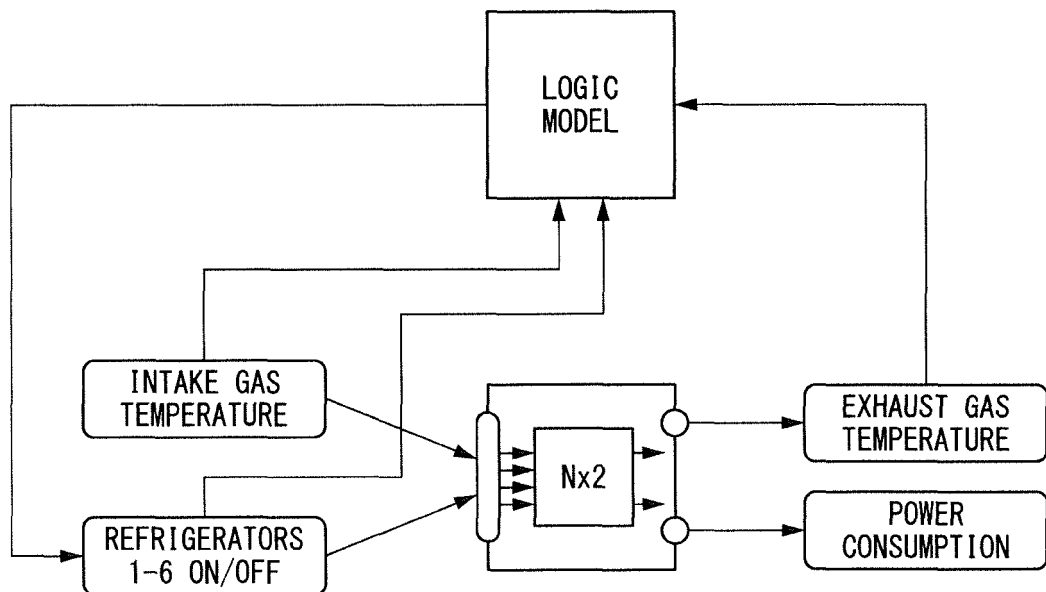 LOGIC
MODEL
INTAKE GAS
TEMPERATURE
REFRIGERATORS
1-6 ON/OFF
Nx2
EXHAUST GAS
TEMPERATURE
POWER
CONSUMPTION